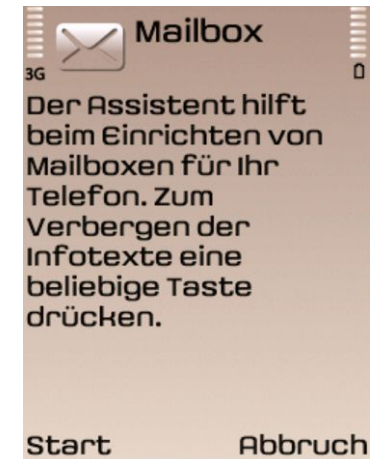 Mailbox
3G
Der Assistent hilft
beim Einrichten von
Mailboxen für Ihr
Telefon. Zum
Verbergen der
Infotexte eine
beliebige Taste
drücken.
Start Abbruch